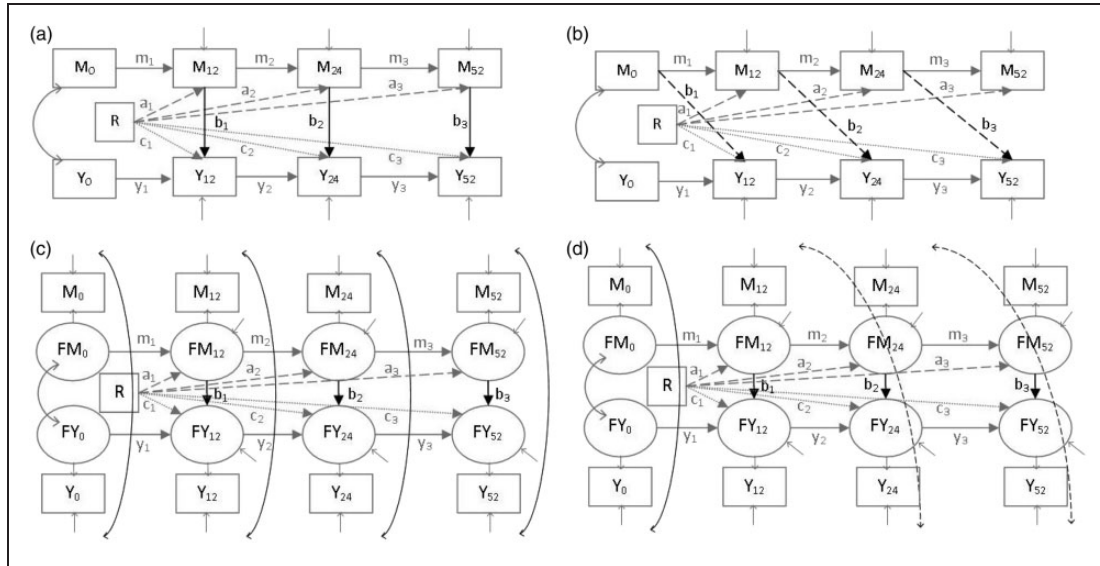 (a)
(b)
M₀ m₁ M₁₂ m₂ M₂₄ m₃ M₅₂
a₁ a₂ a₃
R b₁ b₂ b₃
c₁ c₂ c₃
Y₀ y₁ Y₁₂ y₂ Y₂₄ y₃ Y₅₂
M₀ m₁ M₁₂ m₂ M₂₄ m₃ M₅₂
b₁ a₁ a₂ a₃
R b₂ b₃
c₁ c₂ c₃
Y₀ y₁ Y₁₂ y₂ Y₂₄ y₃ Y₅₂
(c)
(d)
M₀ M₁₂ M₂₄ M₅₂
FM₀ m₁ FM₁₂ m₂ FM₂₄ m₃ FM₅₂
R a₁ a₂ a₃
b₁ b₂ b₃
c₁ c₂ c₃
FY₀ y₁ FY₁₂ y₂ FY₂₄ y₃ FY₅₂
Y₀ Y₁₂ Y₂₄ Y₅₂
M₀ M₁₂ M₂₄ M₅₂
FM₀ m₁ FM₁₂ m₂ FM₂₄ m₃ FM₅₂
R a₁ a₂ a₃
b₁ b₂ b₃
c₁ c₂ c₃
FY₀ y₁ FY₁₂ y₂ FY₂₄ y₃ FY₅₂
Y₀ Y₁₂ Y₂₄ Y₅₂